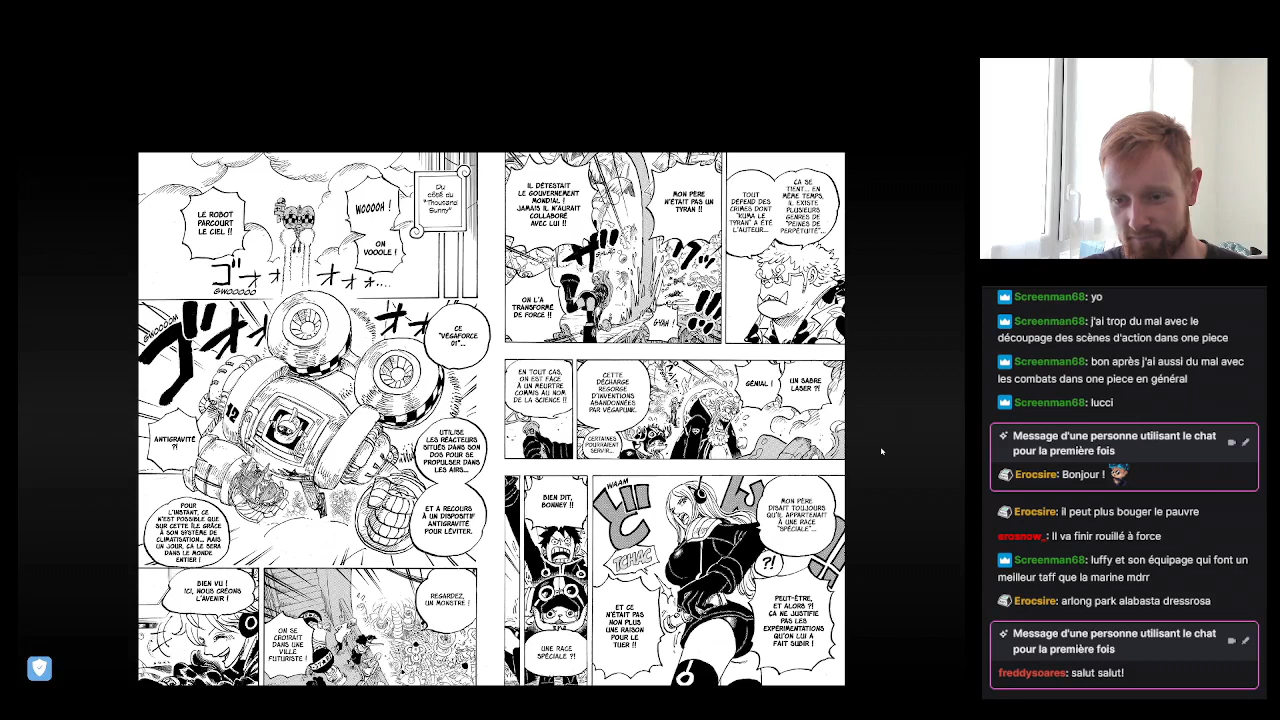 ÇA SE
TIENT... EN
MÊME TEMPS,
IL EXISTE
PLUSIEURS
GENRES DE
"PEINES DE
PERPÉTUITÉ"...
TOUT
DÉPEND DES
CRIMES DONT
"KUMA LE
TYRAN" A ÉTÉ
L'AUTEUR...
MON PÈRE
N'ÉTAIT PAS UN
TYRAN !!
IL DÉTESTAIT
LE GOUVERNEMENT
MONDIAL !
JAMAIS IL N'AURAIT
COLLABORÉ
AVEC LUI !!
ON L'A
TRANSFORMÉ
DE FORCE !!
GYAH !
UN SABRE
LASER ?!
GÉNIAL !
CETTE
DÉCHARGE
REGORGE
D'INVENTIONS
ABANDONNÉES
PAR VÉGAPUNK.
CERTAINES
POURRAIENT
SERVIR...
EN TOUT CAS,
ON EST FACE
À UN MEURTRE
COMMIS AU NOM
DE LA SCIENCE !!
MON PÈRE
DISAIT TOUJOURS
QU'IL APPARTENAIT
À UNE RACE
"SPÉCIALE"...
?!
PEUT-ÊTRE,
ET ALORS ?!
ÇA NE JUSTIFIE
PAS LES
EXPÉRIMENTATIONS
QU'ON LUI A
FAIT SUBIR !
WAAM
TCHAC
ET CE
N'ÉTAIT PAS
NON PLUS
UNE RAISON
POUR LE
TUER !!
BIEN DIT,
BONNEY !!
UNE RACE
SPÉCIALE ?!
Du
côté du
"Thousand
Sunny"
WOOOH !
ON
VOOOLE !
LE ROBOT
PARCOURT
LE CIEL !!
GWOOOOO
CE
"VÉGAFORCE
01"...
GWOOOOM
12
UTILISE
LES RÉACTEURS
SITUÉS DANS SON
DOS POUR SE
PROPULSER DANS
LES AIRS...
ANTIGRAVITÉ
?!
ET A RECOURS
À UN DISPOSITIF
ANTIGRAVITÉ
POUR LÉVITER.
POUR
L'INSTANT, CE
N'EST POSSIBLE QUE
SUR CETTE ÎLE GRÂCE
À SON SYSTÈME DE
CLIMATISATION... MAIS
UN JOUR, ÇA LE SERA
DANS LE MONDE
ENTIER !
REGARDEZ,
UN MONSTRE !
ON SE
CROIRAIT
DANS UNE
VILLE
FUTURISTE !
BIEN VU !
ICI, NOUS CRÉONS
L'AVENIR !
Screenman68: yo
Screenman68: j'ai trop du mal avec le
découpage des scènes d'action dans one piece
Screenman68: bon après j'ai aussi du mal avec
les combats dans one piece en général
Screenman68: lucci
Message d'une personne utilisant le chat
pour la première fois
Erocsire: Bonjour !
Erocsire: il peut plus bouger le pauvre
erosnow_: Il va finir rouillé à force
Screenman68: luffy et son équipage qui font un
meilleur taff que la marine mdrr
Erocsire: arlong park alabasta dressrosa
Message d'une personne utilisant le chat
pour la première fois
freddysoares: salut salut!